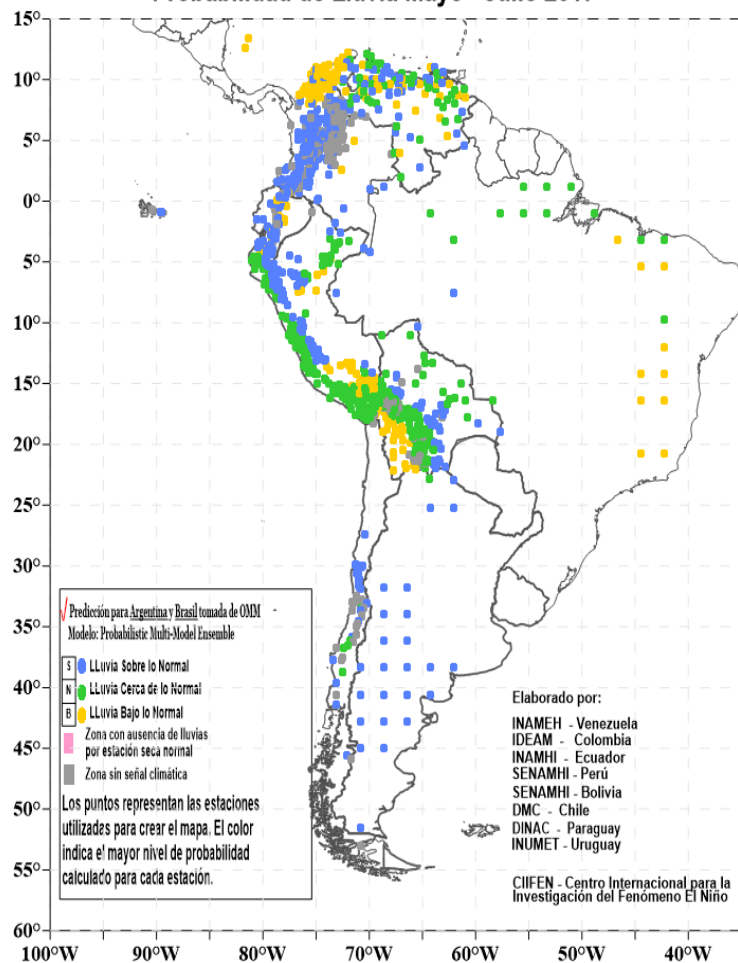 15°
10°
5°
0°
5°
10°
15°
20°
25°
30°
35°
40°
45°
50°
55°
60°
100°W
90°W
80°W
70°W
60°W
50°W
40°W
Predicción para Argentina y Brasil tomada de OMM
Modelo: Probabilistic Multi-Model Ensemble
S LLuvia Sobre lo Normal
N LLuvia Cerca de lo Normal
B LLuvia Bajo lo Normal
Zona con ausencia de lluvias
por estación seca normal
Zona sin señal climática
Los puntos representan las estaciones
utilizadas para crear el mapa. El color
indica el mayor nivel de probabilidad
calculado para cada estación.
Elaborado por:
INAMEH - Venezuela
IDEAM - Colombia
INAMHI - Ecuador
SENAMHI - Perú
SENAMHI - Bolivia
DMC - Chile
DINAC - Paraguay
INUMET - Uruguay
CIIFEN - Centro Internacional para la
Investigación del Fenómeno El Niño